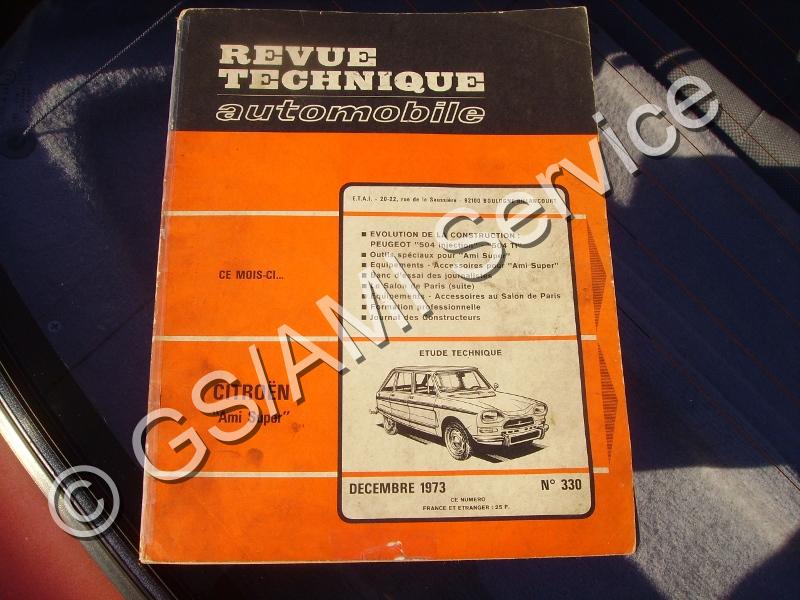 REVUE
TECHNIQUE
automobile
E.T.A.I. - 20-22, rue de la Saussière - 92100 BOULOGNE-BILLANCOURT
■ EVOLUTION DE LA CONSTRUCTION :
PEUGEOT "504 injection" "504 TI"
■ Outils spéciaux pour "Ami Super"
■ Equipements - Accessoires pour "Ami Super"
■ Banc d'essai des journalistes
■ Le Salon de Paris (suite)
■ Equipements - Accessoires au Salon de Paris
■ Formation professionnelle
■ Journal des Constructeurs
CE MOIS-CI...
ETUDE TECHNIQUE
CITROËN
"Ami Super"
DECEMBRE 1973 N° 330
CE NUMERO
FRANCE ET ETRANGER : 25 F.
© GS/AMI Service